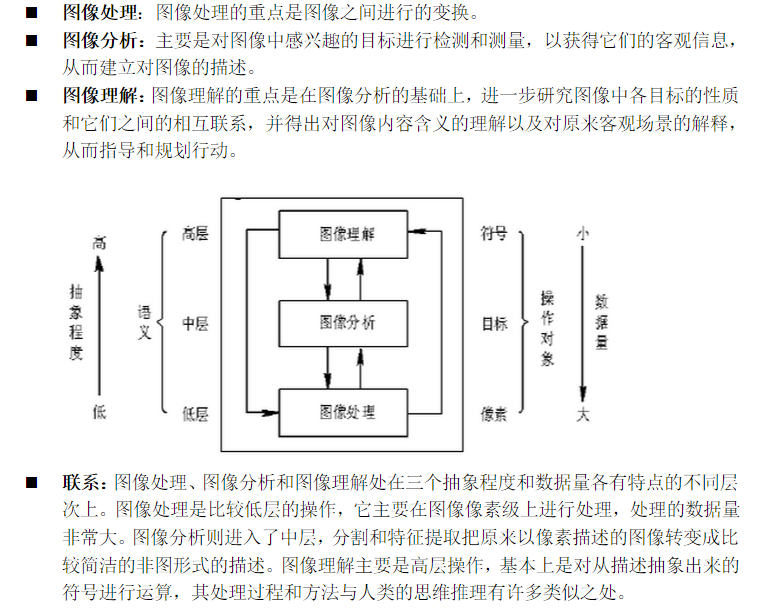 ■ 图像处理：图像处理的重点是图像之间进行的变换。
■ 图像分析：主要是对图像中感兴趣的目标进行检测和测量，以获得它们的客观信息，
从而建立对图像的描述。
■ 图像理解：图像理解的重点是在图像分析的基础上，进一步研究图像中各目标的性质
和它们之间的相互联系，并得出对图像内容含义的理解以及对原来客观场景的解释，
从而指导和规划行动。
高 高层 图像理解 符号 小
抽象程度 语义 中层 图像分析 目标 操作对象 数据量
低 低层 图像处理 像素 大
■ 联系：图像处理、图像分析和图像理解处在三个抽象程度和数据量各有特点的不同层
次上。图像处理是比较低层的操作，它主要在图像像素级上进行处理，处理的数据量
非常大。图像分析则进入了中层，分割和特征提取把原来以像素描述的图像转变成比
较简洁的非图形式的描述。图像理解主要是高层操作，基本上是对从描述抽象出来的
符号进行运算，其处理过程和方法与人类的思维推理有许多类似之处。